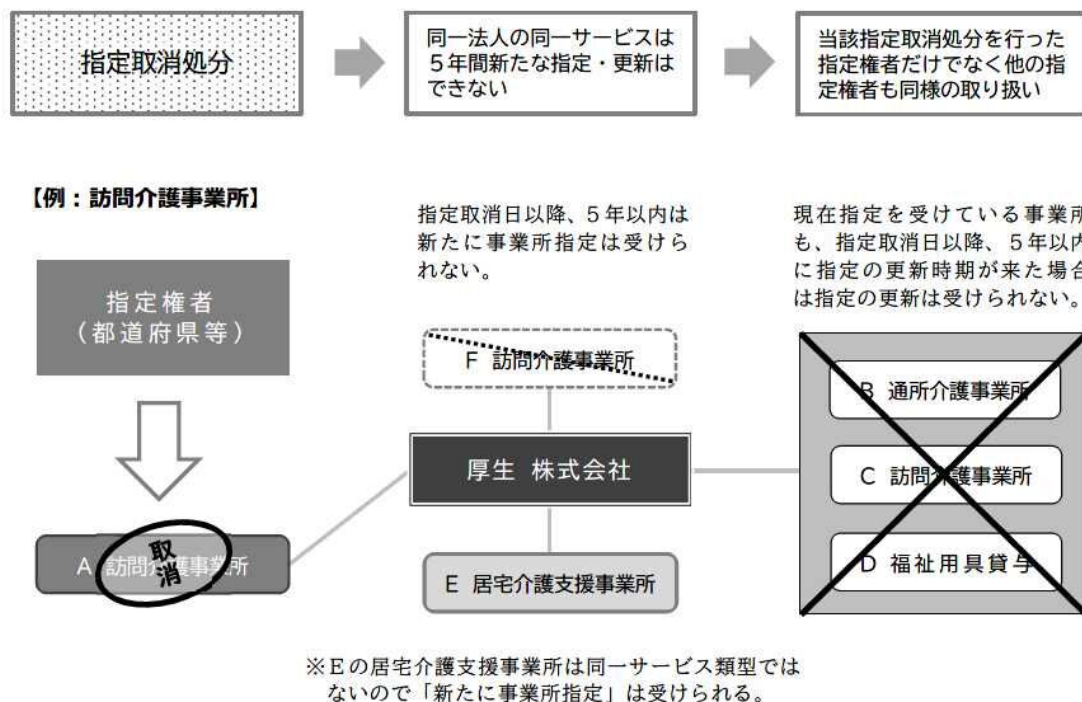 指定取消処分
同一法人の同一サービスは
５年間新たな指定・更新は
できない
当該指定取消処分を行った
指定権者だけでなく他の指
定権者も同様の取り扱い
【例：訪問介護事業所】
指定権者
（都道府県等）
取消
A 訪問介護事業所
指定取消日以降、５年以内は
新たに事業所指定は受けら
れない。
F 訪問介護事業所
厚生 株式会社
E 居宅介護支援事業所
現在指定を受けている事業所
も、指定取消日以降、５年以内
に指定の更新時期が来た場合
は指定の更新は受けられない。
B 通所介護事業所
C 訪問介護事業所
D 福祉用具貸与
※Ｅの居宅介護支援事業所は同一サービス類型では
ないので「新たに事業所指定」は受けられる。